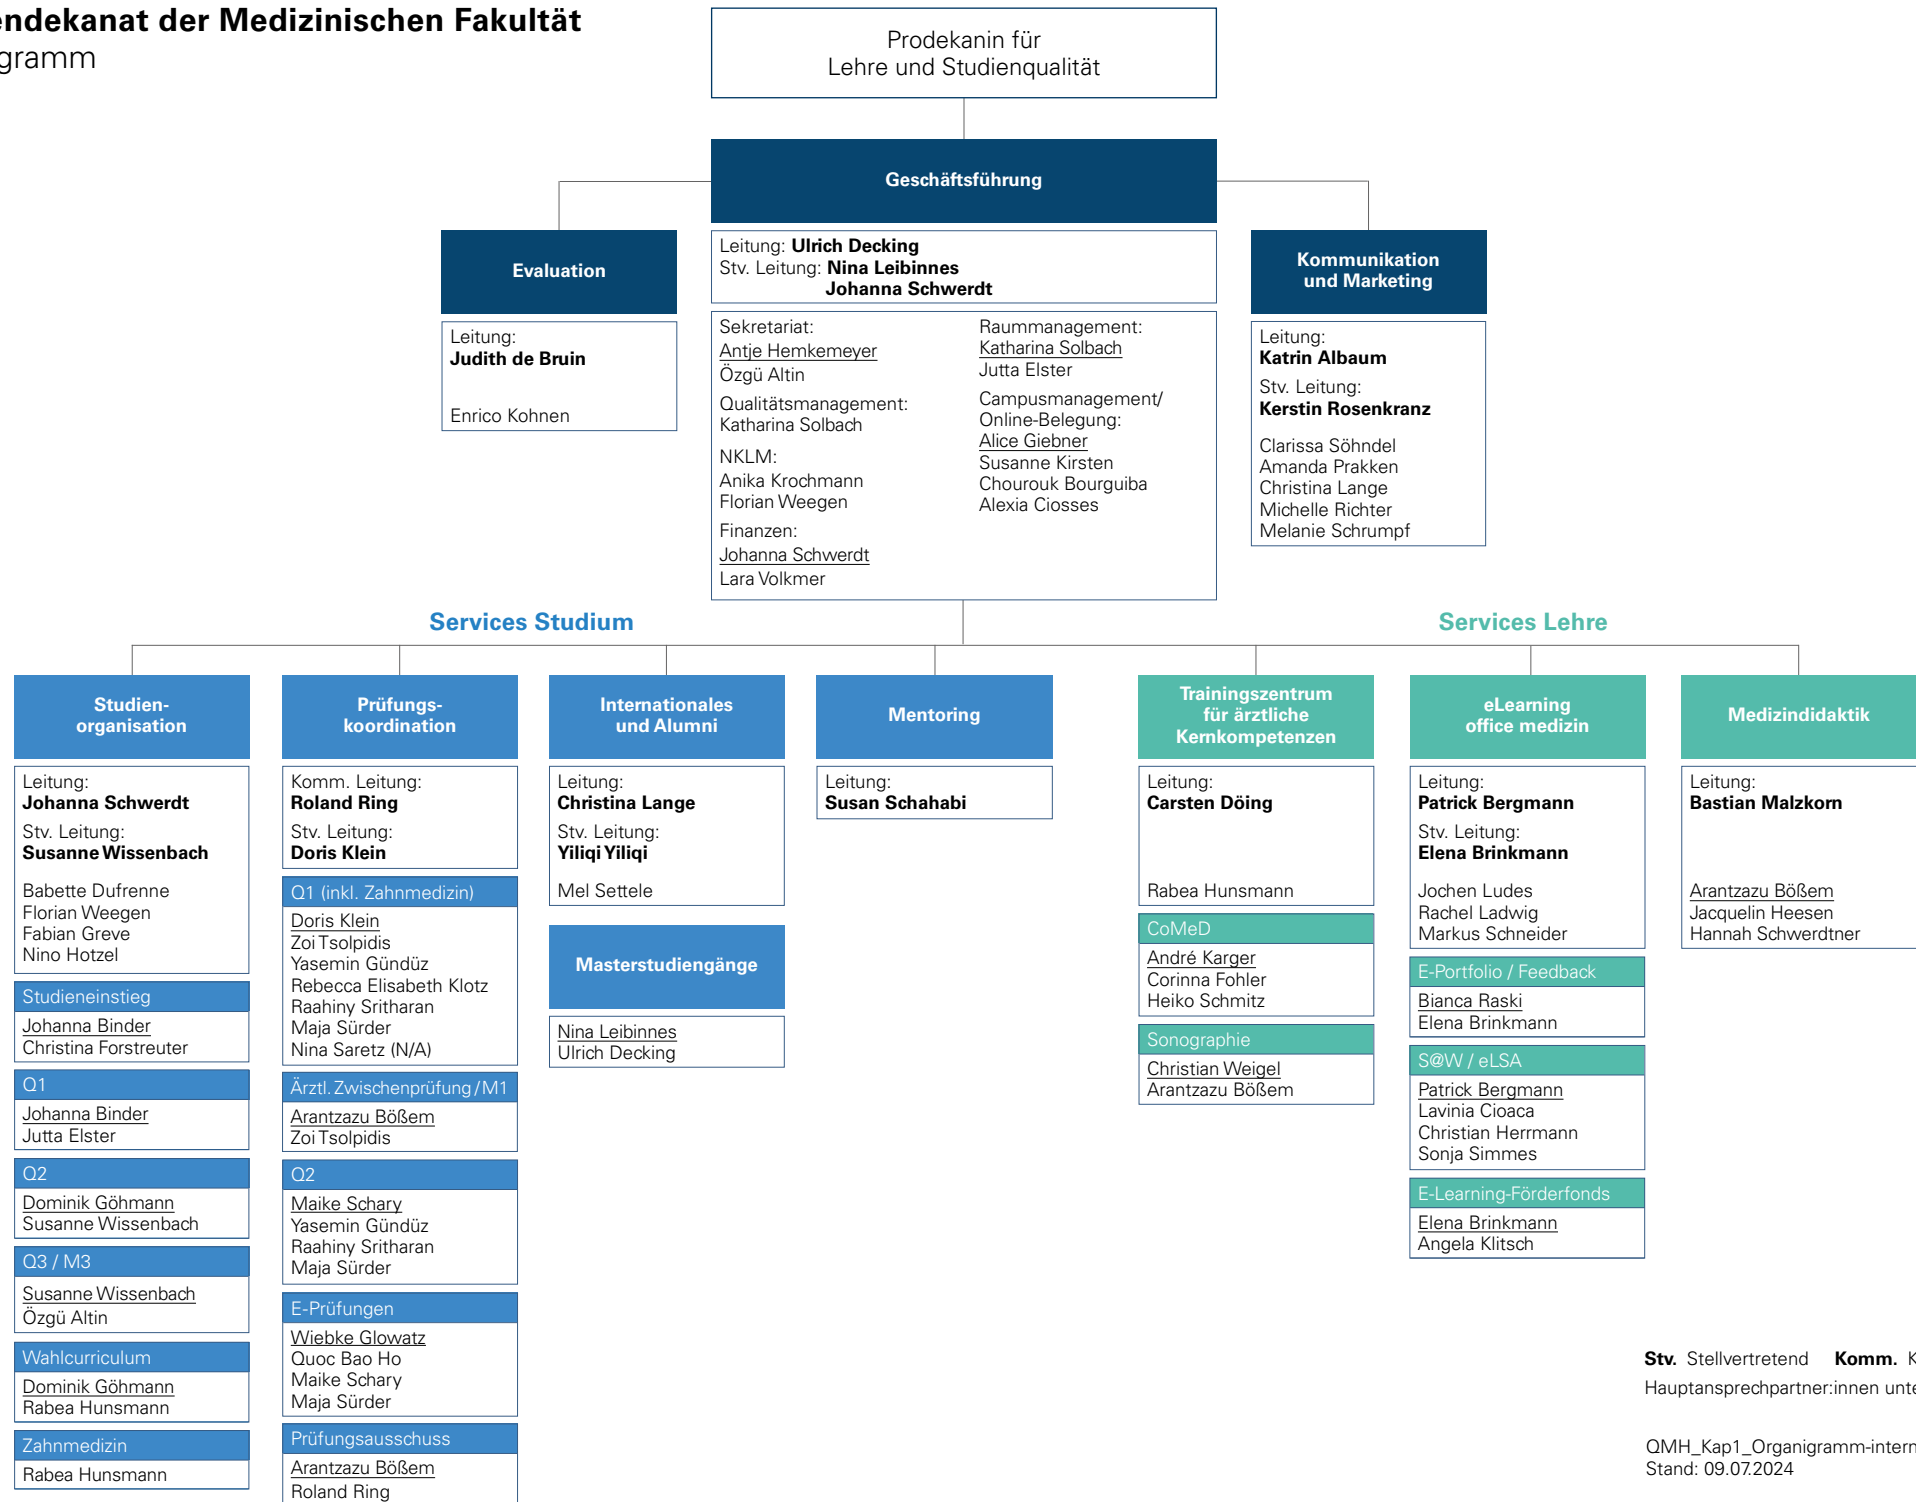 endekanat der Medizinischen Fakultät
gramm
Prodekanin für
Lehre und Studienqualität
Geschäftsführung
Leitung: Ulrich Decking
Stv. Leitung: Nina Leibinnes
Johanna Schwerdt
Sekretariat:
Antje Hemkemeyer
Özgü Altin
Qualitätsmanagement:
Katharina Solbach
NKLM:
Anika Krochmann
Florian Weegen
Finanzen:
Johanna Schwerdt
Lara Volkmer
Raummanagement:
Katharina Solbach
Jutta Elster
Campusmanagement/
Online-Belegung:
Alice Giebner
Susanne Kirsten
Chourouk Bourguiba
Alexia Ciosses
Evaluation
Leitung:
Judith de Bruin
Enrico Kohnen
Kommunikation
und Marketing
Leitung:
Katrin Albaum
Stv. Leitung:
Kerstin Rosenkranz
Clarissa Söhndel
Amanda Prakken
Christina Lange
Michelle Richter
Melanie Schrumpf
Services Studium
Services Lehre
Studien-
organisation
Leitung:
Johanna Schwerdt
Stv. Leitung:
Susanne Wissenbach
Babette Dufrenne
Florian Weegen
Fabian Greve
Nino Hotzel
Studieneinstieg
Johanna Binder
Christina Forstreuter
Q1
Johanna Binder
Jutta Elster
Q2
Dominik Göhmann
Susanne Wissenbach
Q3 / M3
Susanne Wissenbach
Özgü Altin
Wahlcurriculum
Dominik Göhmann
Rabea Hunsmann
Zahnmedizin
Rabea Hunsmann
Prüfungs-
koordination
Komm. Leitung:
Roland Ring
Stv. Leitung:
Doris Klein
Q1 (inkl. Zahnmedizin)
Doris Klein
Zoi Tsolpidis
Yasemin Gündüz
Rebecca Elisabeth Klotz
Raahiny Sritharan
Maja Sürder
Nina Saretz (N/A)
Ärztl. Zwischenprüfung / M1
Arantzazu Bößem
Zoi Tsolpidis
Q2
Maike Schary
Yasemin Gündüz
Raahiny Sritharan
Maja Sürder
E-Prüfungen
Wiebke Glowatz
Quoc Bao Ho
Maike Schary
Maja Sürder
Prüfungsausschuss
Arantzazu Bößem
Roland Ring
Internationales
und Alumni
Leitung:
Christina Lange
Stv. Leitung:
Yiliqi Yiliqi
Mel Settele
Masterstudiengänge
Nina Leibinnes
Ulrich Decking
Mentoring
Leitung:
Susan Schahabi
Trainingszentrum
für ärztliche
Kernkompetenzen
Leitung:
Carsten Döing
Rabea Hunsmann
CoMeD
André Karger
Corinna Fohler
Heiko Schmitz
Sonographie
Christian Weigel
Arantzazu Bößem
eLearning
office medizin
Leitung:
Patrick Bergmann
Stv. Leitung:
Elena Brinkmann
Jochen Ludes
Rachel Ladwig
Markus Schneider
E-Portfolio / Feedback
Bianca Raski
Elena Brinkmann
S@W / eLSA
Patrick Bergmann
Lavinia Cioaca
Christian Herrmann
Sonja Simmes
E-Learning-Förderfonds
Elena Brinkmann
Angela Klitsch
Medizindidaktik
Leitung:
Bastian Malzkorn
Arantzazu Bößem
Jacquelin Heesen
Hannah Schwerdtner
Stv. Stellvertretend Komm. K
Hauptansprechpartner:innen unte
QMH_Kap1_Organigramm-intern
Stand: 09.07.2024